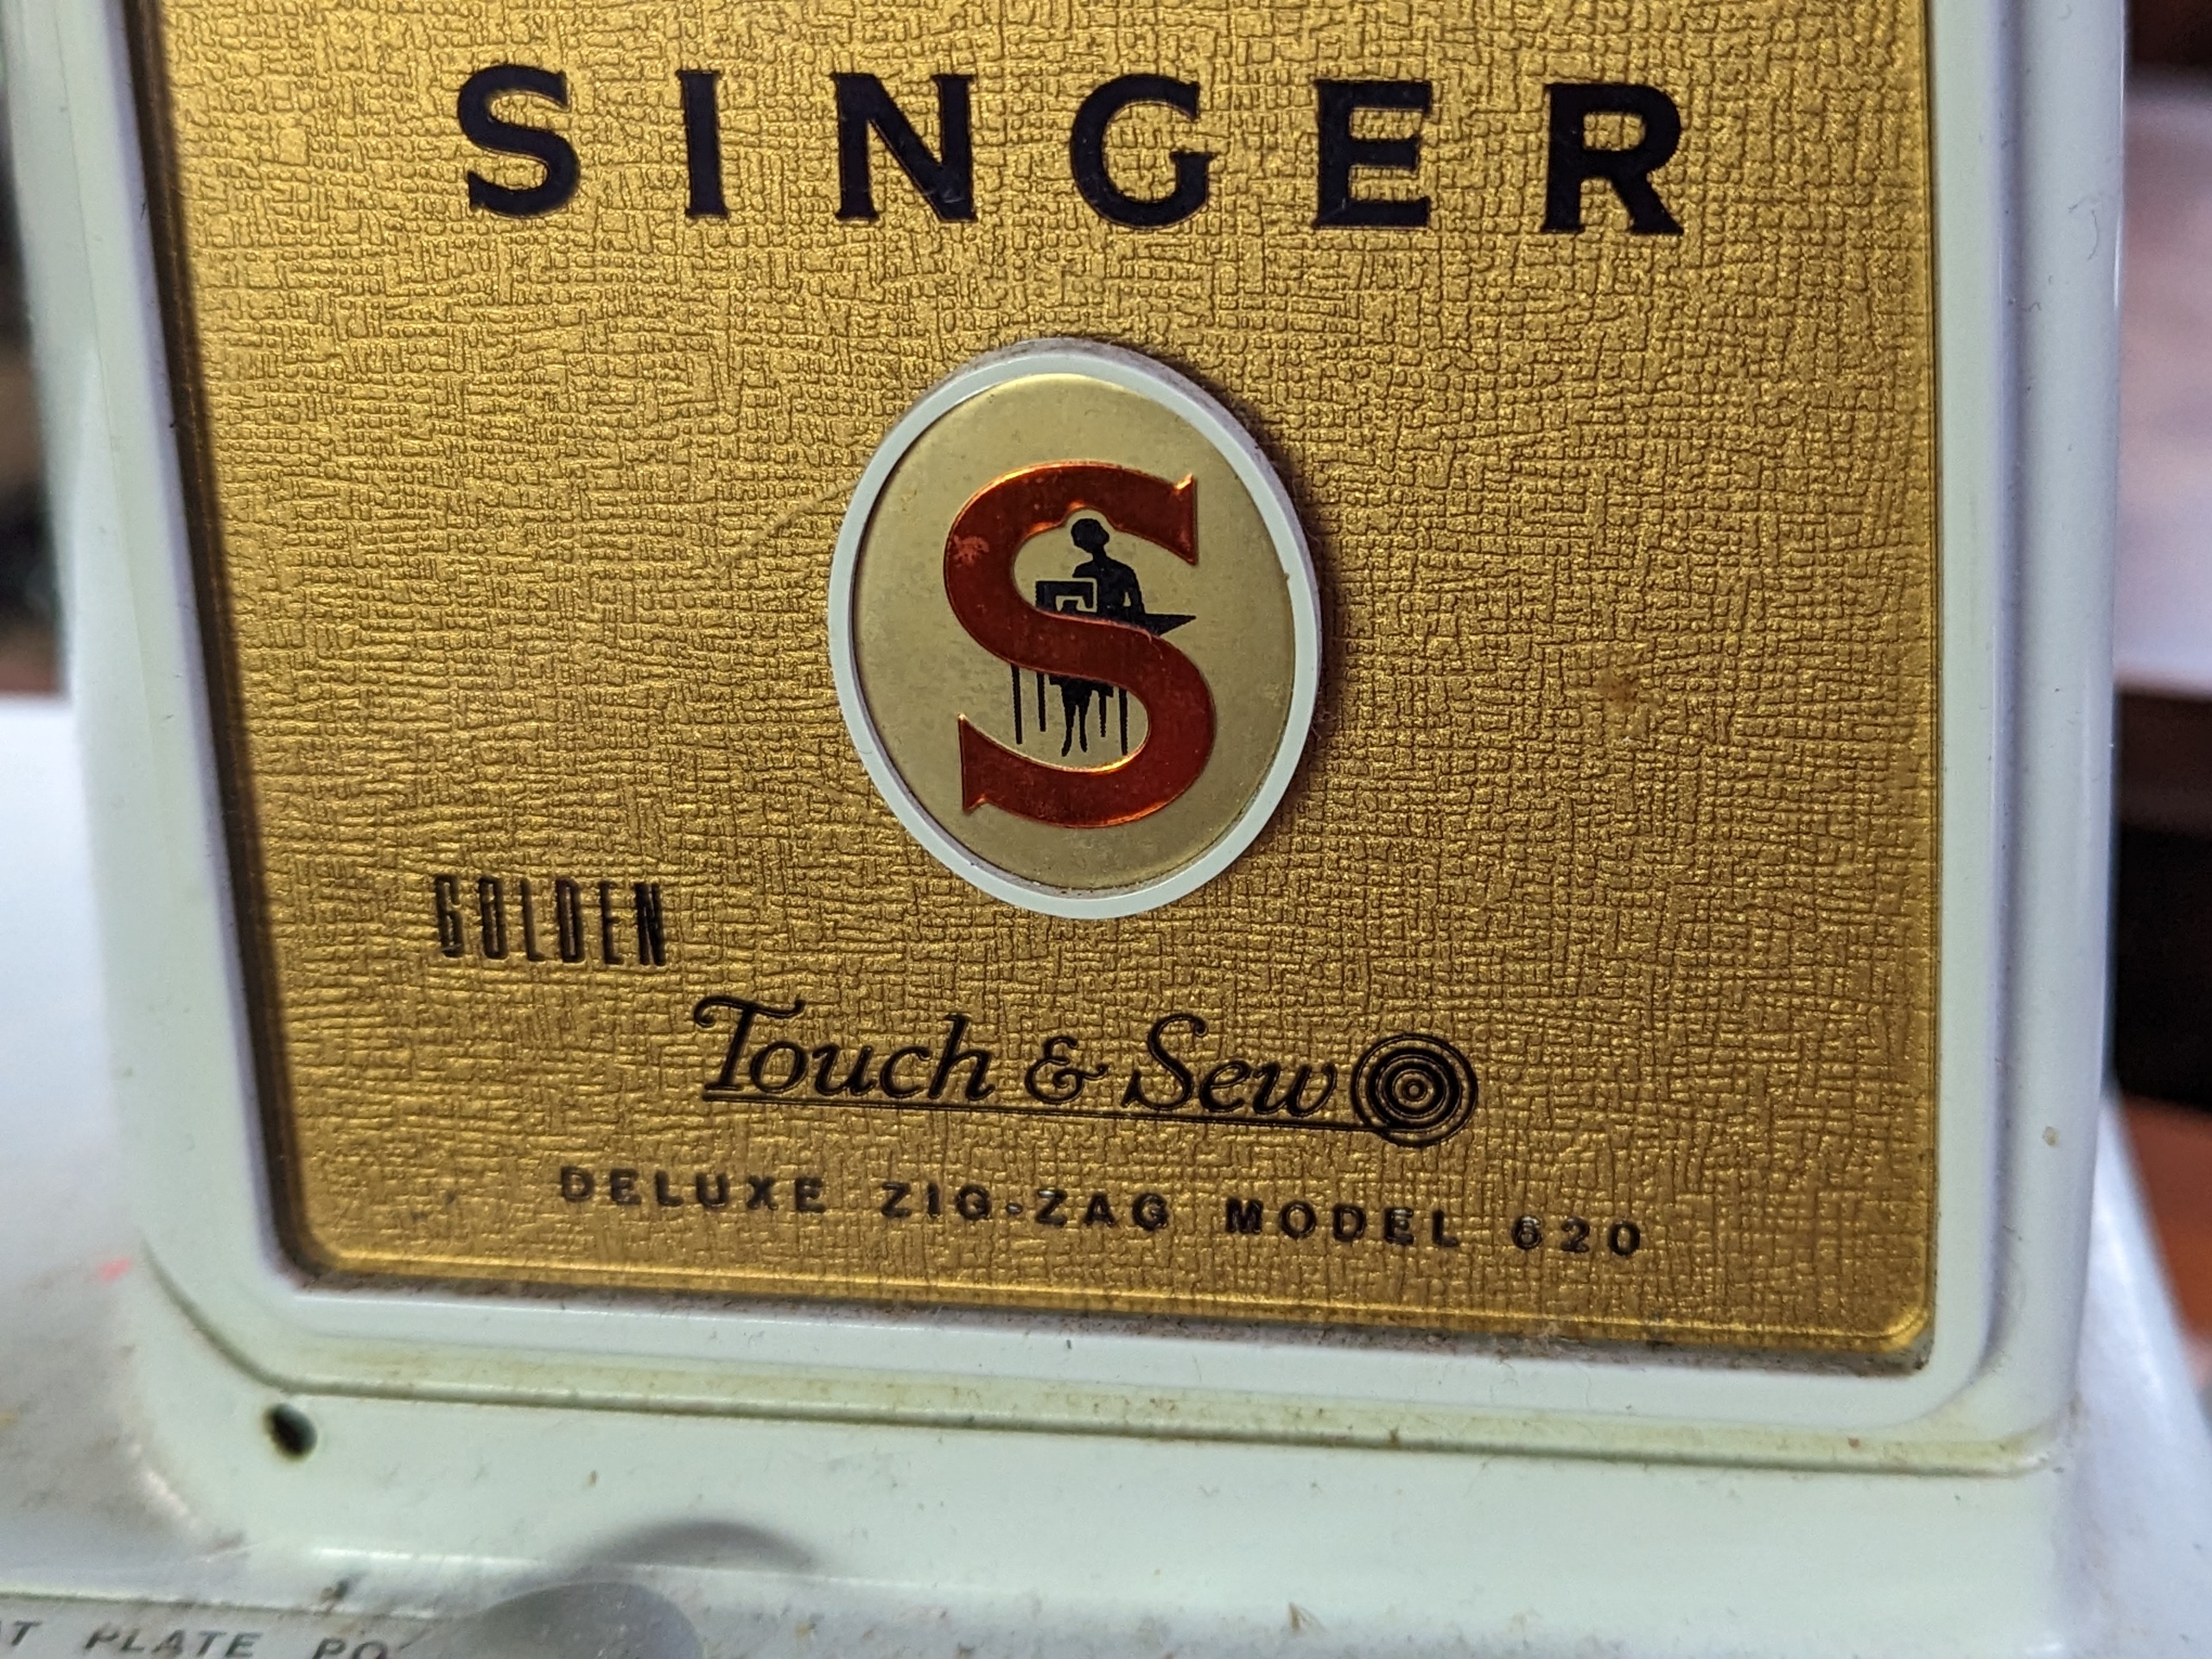 SINGER
S
GOLDEN
Touch & Sew
DELUXE ZIG-ZAG MODEL 620
PLATE